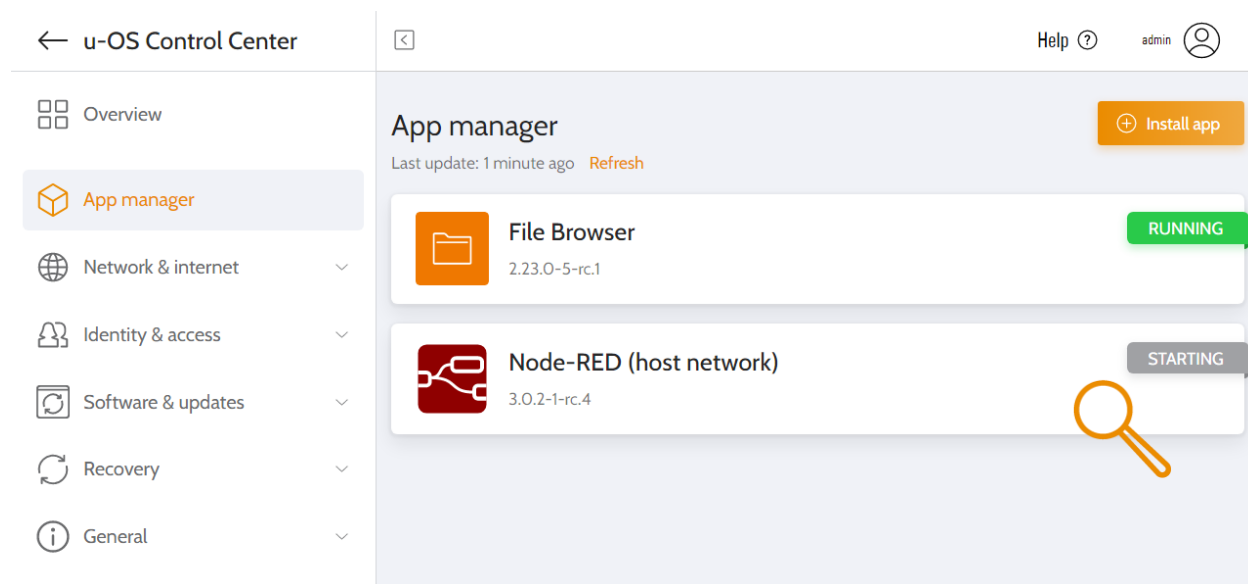 u-OS Control Center
Help
admin
Overview
App manager
Network & internet
Identity & access
Software & updates
Recovery
General
App manager
Install app
Last update: 1 minute ago Refresh
File Browser
RUNNING
2.23.0-5-rc.1
Node-RED (host network)
STARTING
3.0.2-1-rc.4